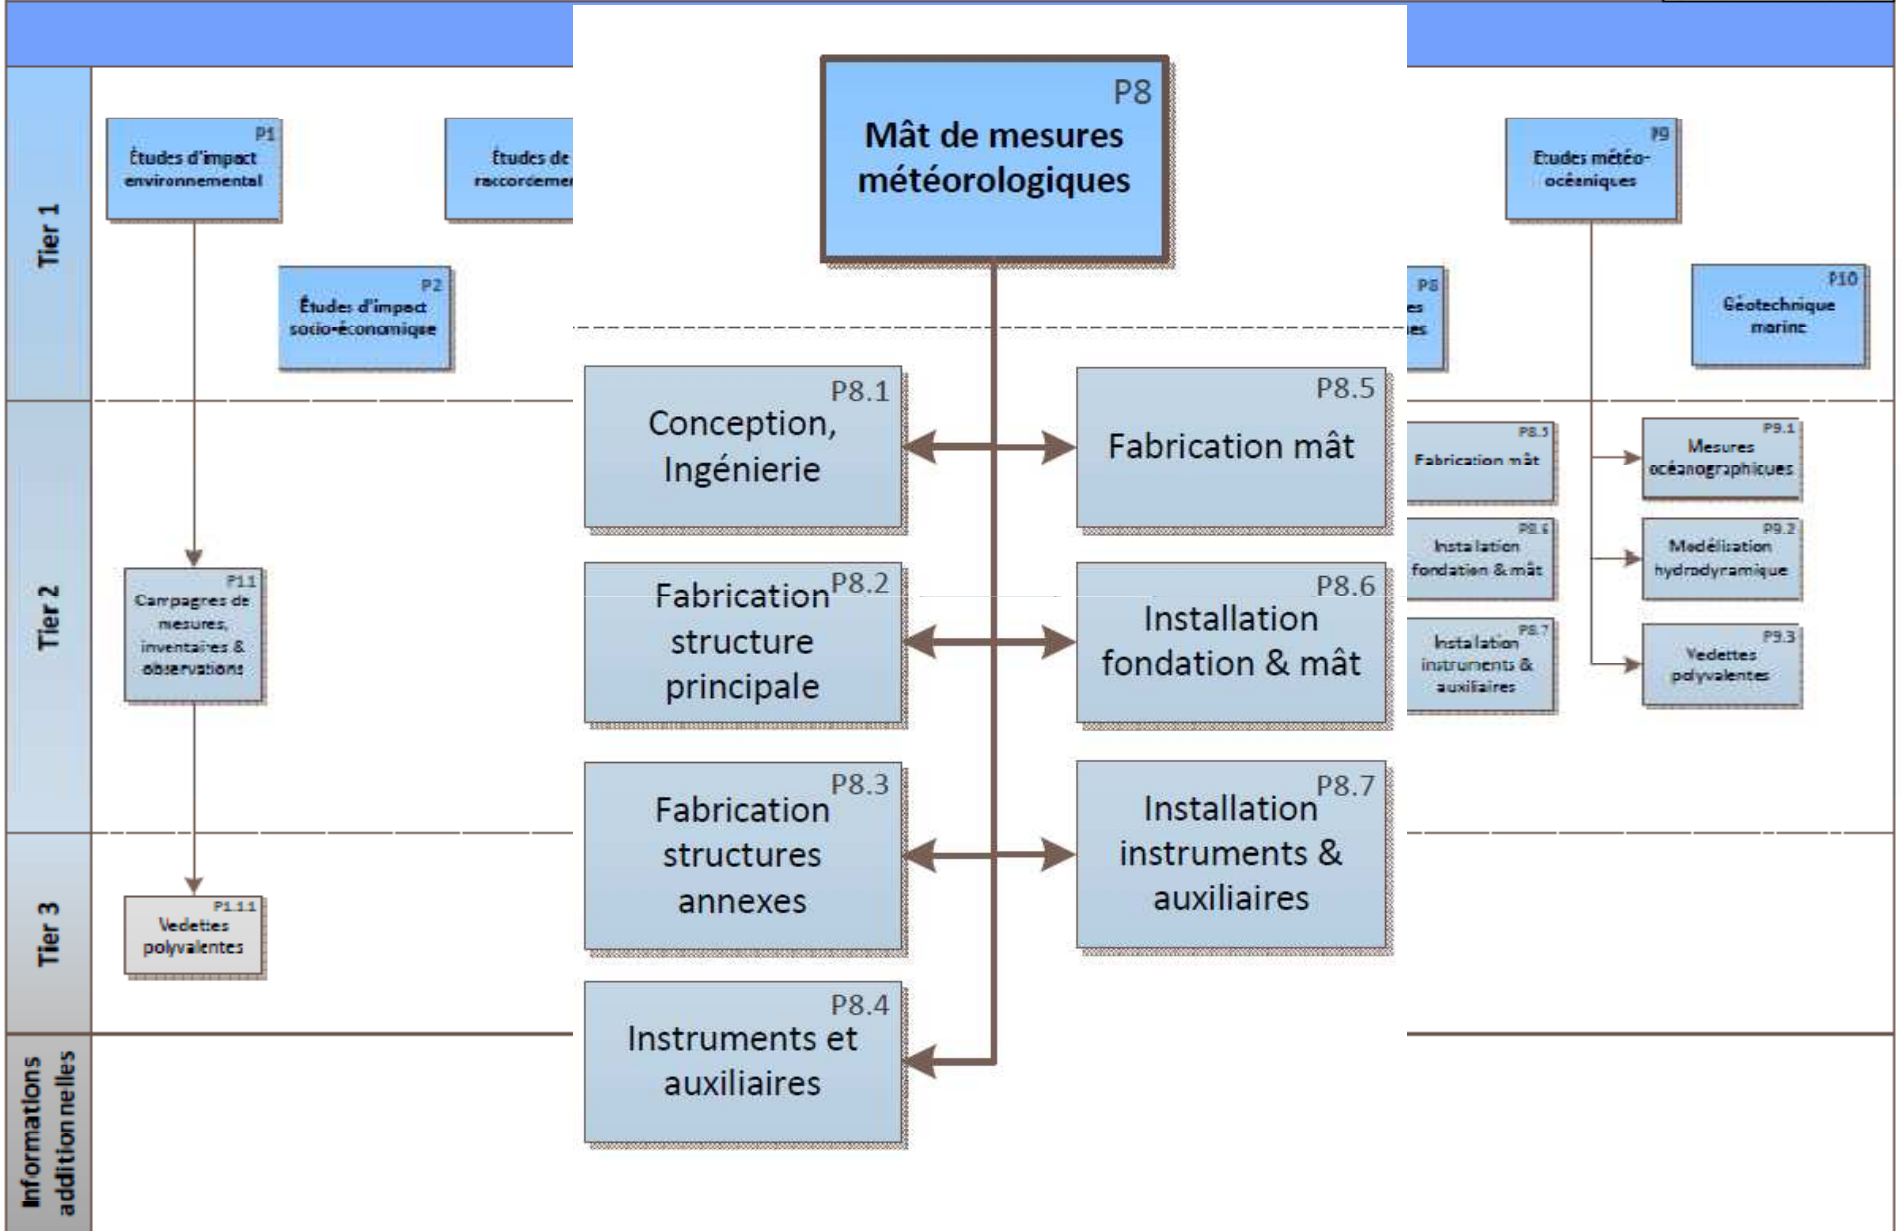 Tier 1
P1
Études d'impact
environnemental
P2
Études d'impact
socio-économique
Études de
P8
Mât de mesures
météorologiques
P8
P9
Etudes météo-
océaniques
P10
Géotechnique
marine
Tier 2
P1.1
Campagnes de
mesures,
inventaires &
observations
P8.1
Conception,
Ingénierie
P8.2
Fabrication
structure
principale
P8.3
Fabrication
structures
annexes
P8.4
Instruments et
auxiliaires
P8.5
Fabrication mât
P8.6
Installation
fondation & mât
P8.7
Installation
instruments &
auxiliaires
P8.5
Fabrication mât
P8.6
Installation
fondation & mât
P8.7
Installation
instruments &
auxiliaires
P9.1
Mesures
océanographiques
P9.2
Modélisation
hydrodynamique
P9.3
Vedettes
polyvalentes
Tier 3
P1.1.1
Vedettes
polyvalentes
Informations
additionnelles